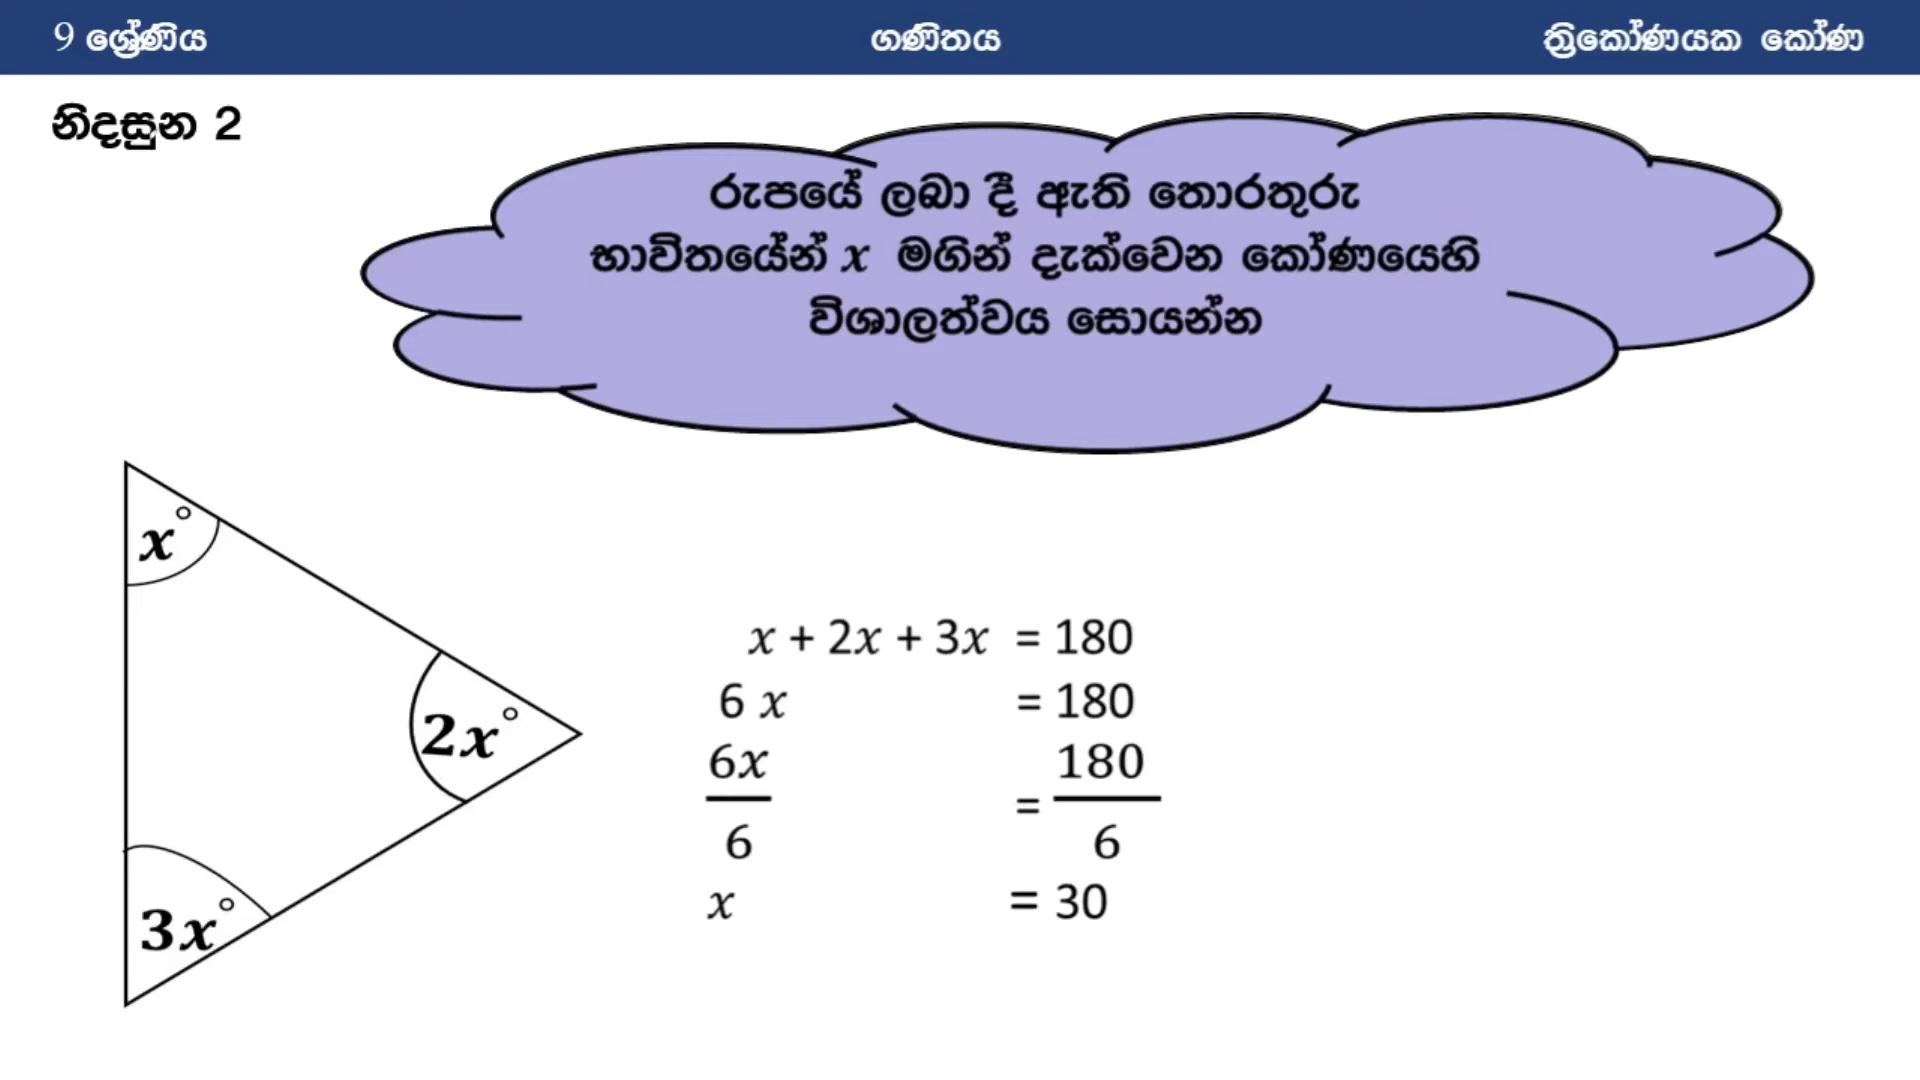 9 ශ්‍රේණිය
ගණිතය
ත්‍රිකෝණයක කෝණ
නිදසුන 2
රුපයේ ලබා දී ඇති තොරතුරු
භාවිතයේන් x මගින් දැක්වෙන කෝණයෙහි
විශාලත්වය සොයන්න
x°
2x°
3x°
x + 2x + 3x = 180
6 x = 180
6x/6 = 180/6
x = 30